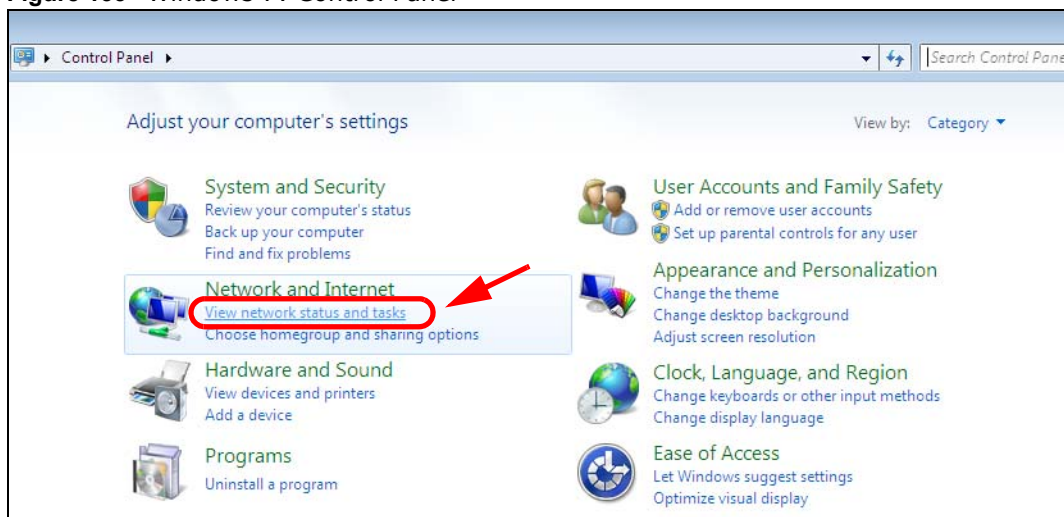 Control Panel
Search Control Pane
Adjust your computer's settings
View by: Category
System and Security
Review your computer's status
Back up your computer
Find and fix problems
Network and Internet
View network status and tasks
Choose homegroup and sharing options
Hardware and Sound
View devices and printers
Add a device
Programs
Uninstall a program
User Accounts and Family Safety
Add or remove user accounts
Set up parental controls for any user
Appearance and Personalization
Change the theme
Change desktop background
Adjust screen resolution
Clock, Language, and Region
Change keyboards or other input methods
Change display language
Ease of Access
Let Windows suggest settings
Optimize visual display